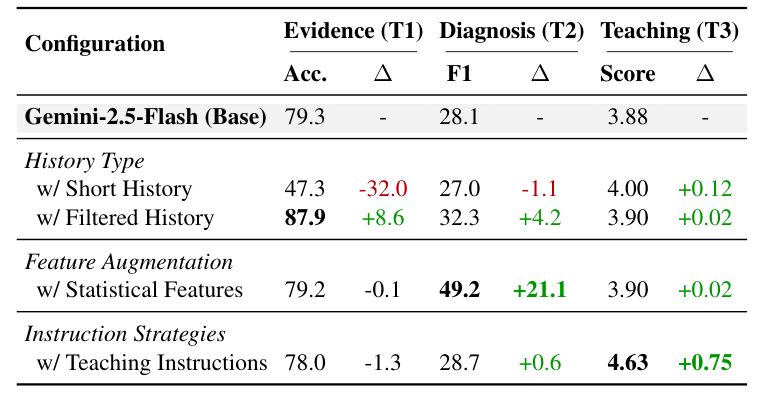 Configuration Evidence (T1) Diagnosis (T2) Teaching (T3)
Acc. Δ F1 Δ Score Δ
Gemini-2.5-Flash (Base) 79.3 - 28.1 - 3.88 -
History Type
w/ Short History 47.3 -32.0 27.0 -1.1 4.00 +0.12
w/ Filtered History 87.9 +8.6 32.3 +4.2 3.90 +0.02
Feature Augmentation
w/ Statistical Features 79.2 -0.1 49.2 +21.1 3.90 +0.02
Instruction Strategies
w/ Teaching Instructions 78.0 -1.3 28.7 +0.6 4.63 +0.75